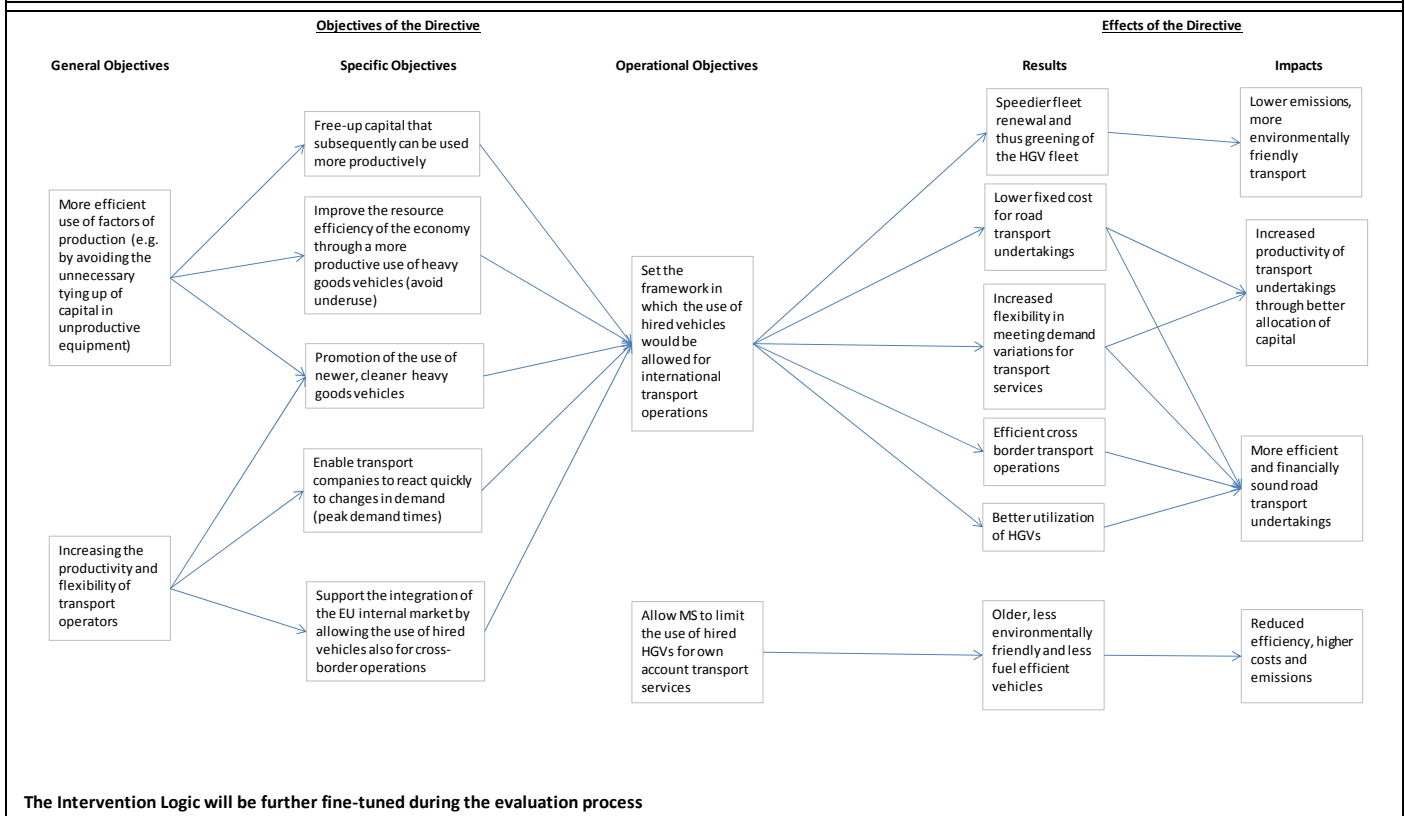 Objectives of the Directive
Effects of the Directive
General Objectives
Specific Objectives
Operational Objectives
Results
Impacts
More efficient
use of factors of
production (e.g.
by avoiding the
unnecessary
tying up of
capital in
unproductive
equipment)
Increasing the
productivity and
flexibility of
transport
operators
Free-up capital that
subsequently can be used
more productively
Improve the resource
efficiency of the economy
through a more
productive use of heavy
goods vehicles (avoid
underuse)
Promotion of the use of
newer, cleaner heavy
goods vehicles
Enable transport
companies to react quickly
to changes in demand
(peak demand times)
Support the integration of
the EU internal market by
allowing the use of hired
vehicles also for cross-
border operations
Set the
framework in
which the use of
hired vehicles
would be
allowed for
international
transport
operations
Allow MS to limit
the use of hired
HGVs for own
account transport
services
Speedier fleet
renewal and
thus greening of
the HGV fleet
Lower fixed cost
for road
transport
undertakings
Increased
flexibility in
meeting demand
variations for
transport
services
Efficient cross
border transport
operations
Better utilization
of HGVs
Older, less
environmentally
friendly and less
fuel efficient
vehicles
Lower emissions,
more
environmentally
friendly
transport
Increased
productivity of
transport
undertakings
through better
allocation of
capital
More efficient
and financially
sound road
transport
undertakings
Reduced
efficiency, higher
costs and
emissions
The Intervention Logic will be further fine-tuned during the evaluation process